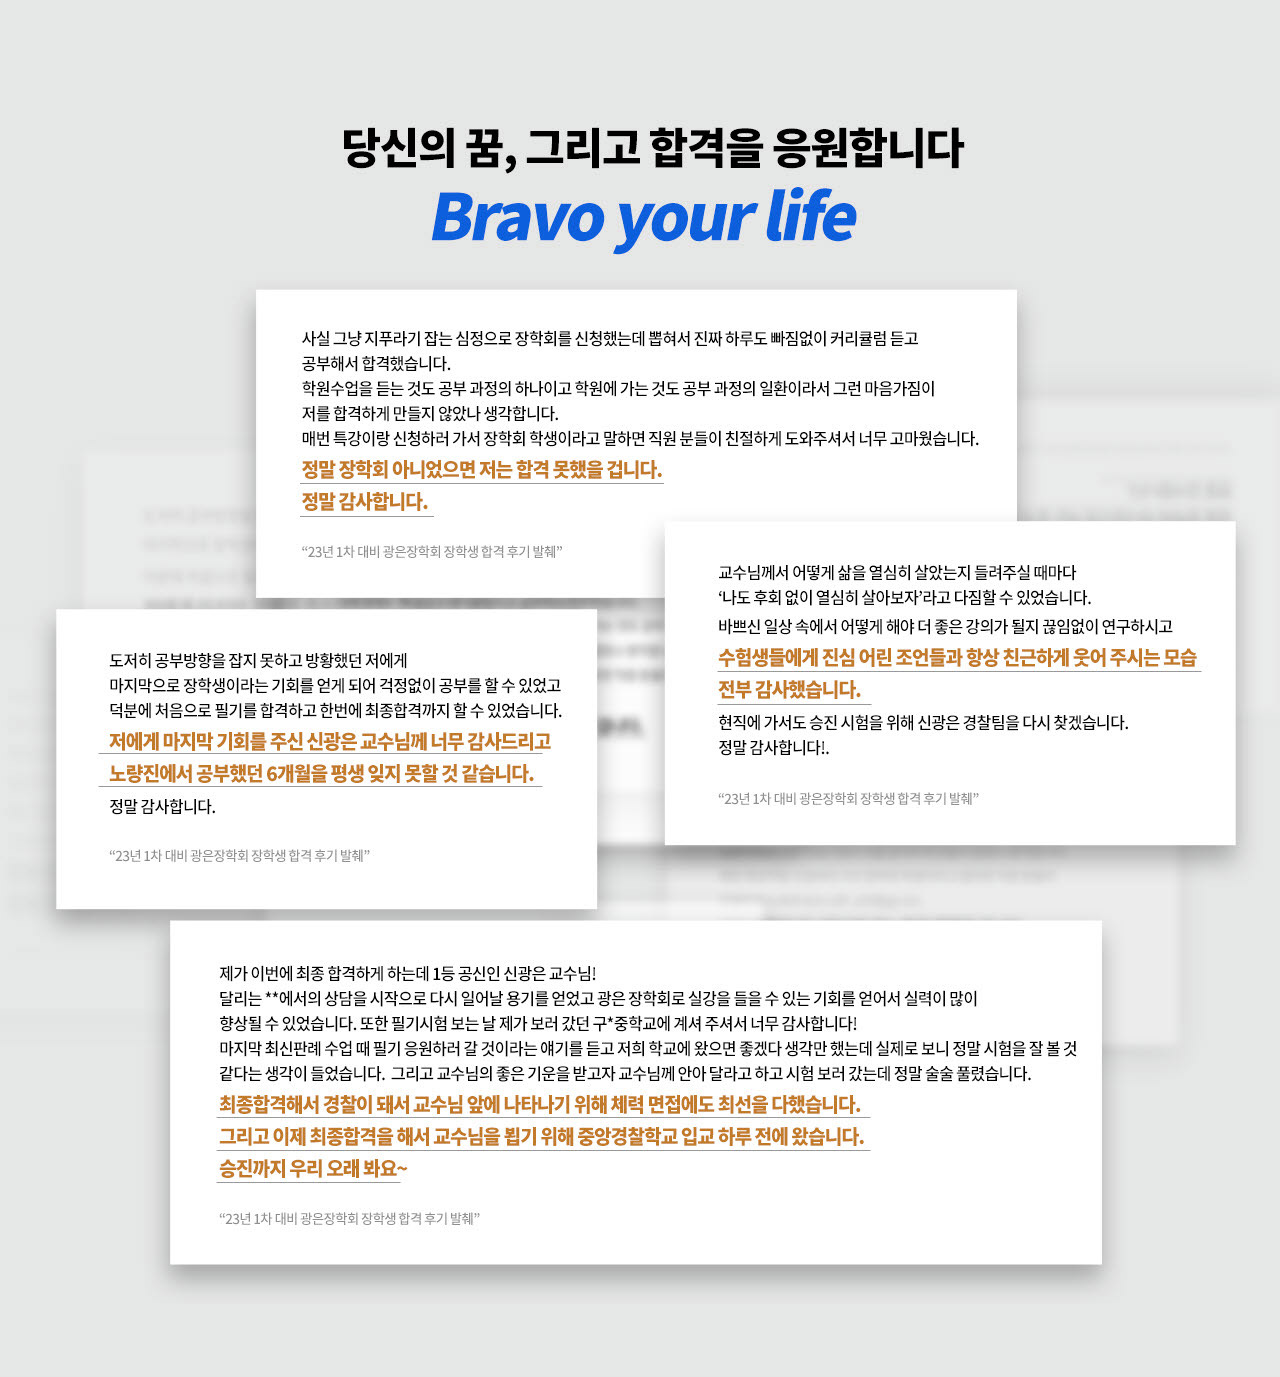 당신의 꿈, 그리고 합격을 응원합니다
Bravo your life
사실 그냥 지푸라기 잡는 심정으로 장학회를 신청했는데 뽑혀서 진짜 하루도 빠짐없이 커리큘럼 듣고
공부해서 합격했습니다.
학원수업을 듣는 것도 공부 과정의 하나이고 학원에 가는 것도 공부 과정의 일환이라서 그런 마음가짐이
저를 합격하게 만들지 않았나 생각합니다.
매번 특강이랑 신청하러 가서 장학회 학생이라고 말하면 직원 분들이 친절하게 도와주셔서 너무 고마웠습니다.
정말 장학회 아니었으면 저는 합격 못했을 겁니다.
정말 감사합니다.
“23년 1차 대비 광은장학회 장학생 합격 후기 발췌”
교수님께서 어떻게 삶을 열심히 살았는지 들려주실 때마다
‘나도 후회 없이 열심히 살아보자’라고 다짐할 수 있었습니다.
바쁘신 일상 속에서 어떻게 해야 더 좋은 강의가 될지 끊임없이 연구하시고
수험생들에게 진심 어린 조언들과 항상 친근하게 웃어 주시는 모습
전부 감사했습니다.
현직에 가서도 승진 시험을 위해 신광은 경찰팀을 다시 찾겠습니다.
정말 감사합니다!.
“23년 1차 대비 광은장학회 장학생 합격 후기 발췌”
도저히 공부방향을 잡지 못하고 방황했던 저에게
마지막으로 장학생이라는 기회를 얻게 되어 걱정없이 공부를 할 수 있었고
덕분에 처음으로 필기를 합격하고 한번에 최종합격까지 할 수 있었습니다.
저에게 마지막 기회를 주신 신광은 교수님께 너무 감사드리고
노량진에서 공부했던 6개월을 평생 잊지 못할 것 같습니다.
정말 감사합니다.
“23년 1차 대비 광은장학회 장학생 합격 후기 발췌”
제가 이번에 최종 합격하게 하는데 1등 공신인 신광은 교수님!
달리는 **에서의 상담을 시작으로 다시 일어날 용기를 얻었고 광은 장학회로 실강을 들을 수 있는 기회를 얻어서 실력이 많이
향상될 수 있었습니다. 또한 필기시험 보는 날 제가 보러 갔던 구*중학교에 계셔 주셔서 너무 감사합니다!
마지막 최신판례 수업 때 필기 응원하러 갈 것이라는 얘기를 듣고 저희 학교에 왔으면 좋겠다 생각만 했는데 실제로 보니 정말 시험을 잘 볼 것
같다는 생각이 들었습니다. 그리고 교수님의 좋은 기운을 받고자 교수님께 안아 달라고 하고 시험 보러 갔는데 정말 술술 풀렸습니다.
최종합격해서 경찰이 돼서 교수님 앞에 나타나기 위해 체력 면접에도 최선을 다했습니다.
그리고 이제 최종합격을 해서 교수님을 뵙기 위해 중앙경찰학교 입교 하루 전에 왔습니다.
승진까지 우리 오래 봐요~
“23년 1차 대비 광은장학회 장학생 합격 후기 발췌”